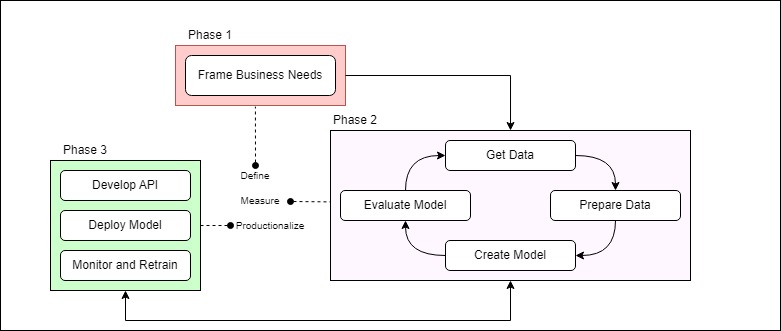 Phase 1
Frame Business Needs
Phase 2
Get Data
Prepare Data
Create Model
Evaluate Model
Phase 3
Develop API
Deploy Model
Monitor and Retrain
Define
Measure
Productionalize